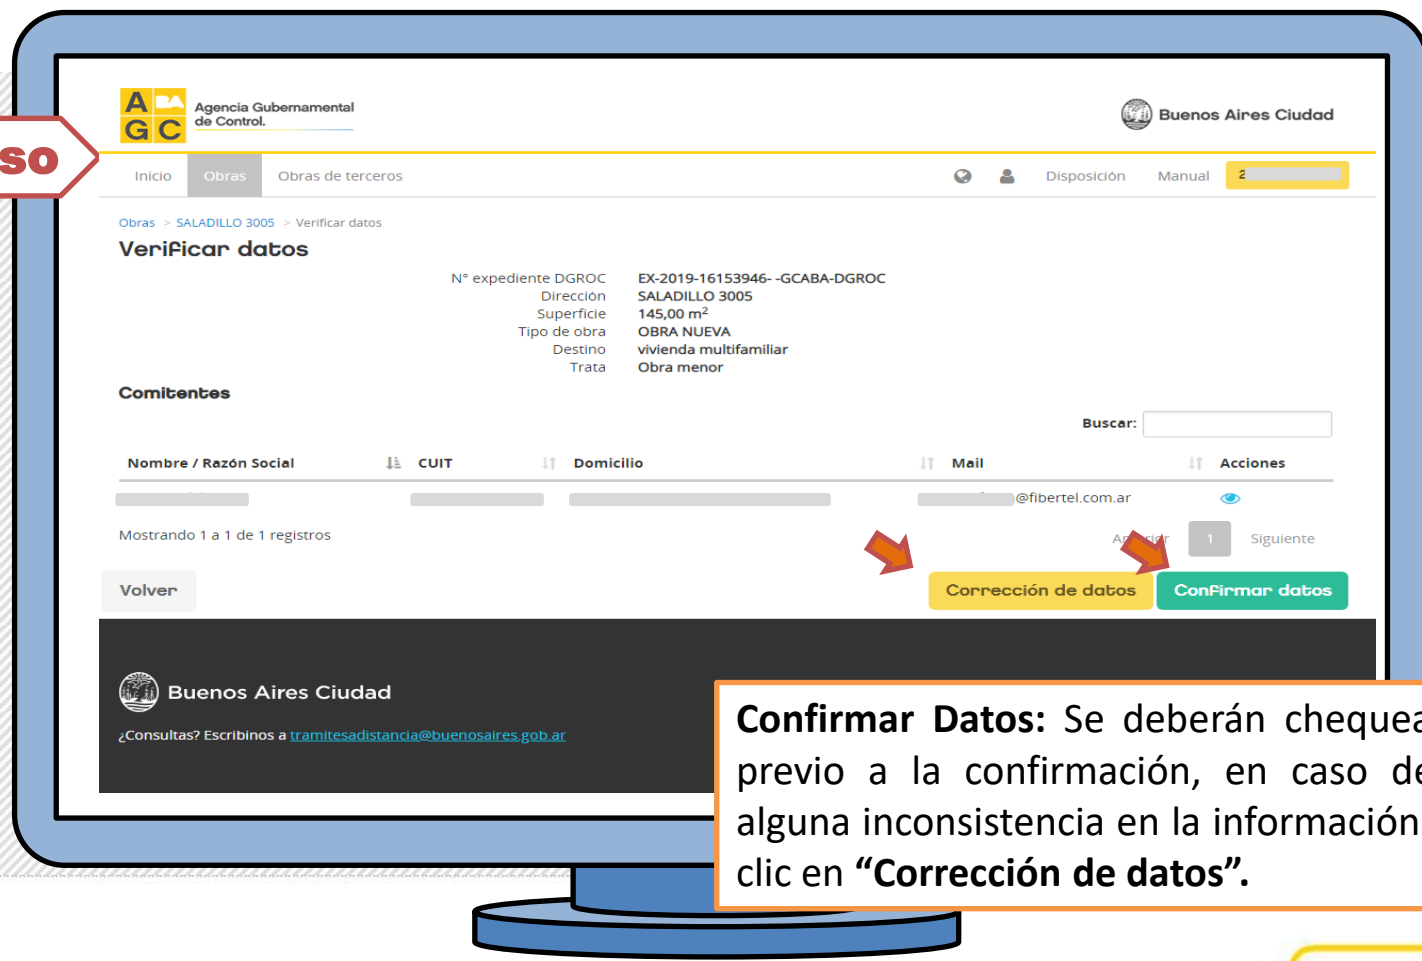 A BA
G C
Agencia Gubernamental
de Control.
Buenos Aires Ciudad
SO
Inicio Obras Obras de terceros Disposición Manual 2
Obras > SALADILLO 3005 > Verificar datos
Verificar datos
N° expediente DGROC EX-2019-16153946- -GCABA-DGROC
Dirección SALADILLO 3005
Superficie 145,00 m²
Tipo de obra OBRA NUEVA
Destino vivienda multifamiliar
Trata Obra menor
Comitentes
Buscar:
Nombre / Razón Social CUIT Domicilio Mail Acciones
@fibertel.com.ar
Mostrando 1 a 1 de 1 registros
1 Siguiente
Volver Corrección de datos Confirmar datos
Buenos Aires Ciudad
¿Consultas? Escribinos a tramitesadistancia@buenosaires.gob.ar
Confirmar Datos: Se deberán chequea
previo a la confirmación, en caso de
alguna inconsistencia en la información
clic en “Corrección de datos”.